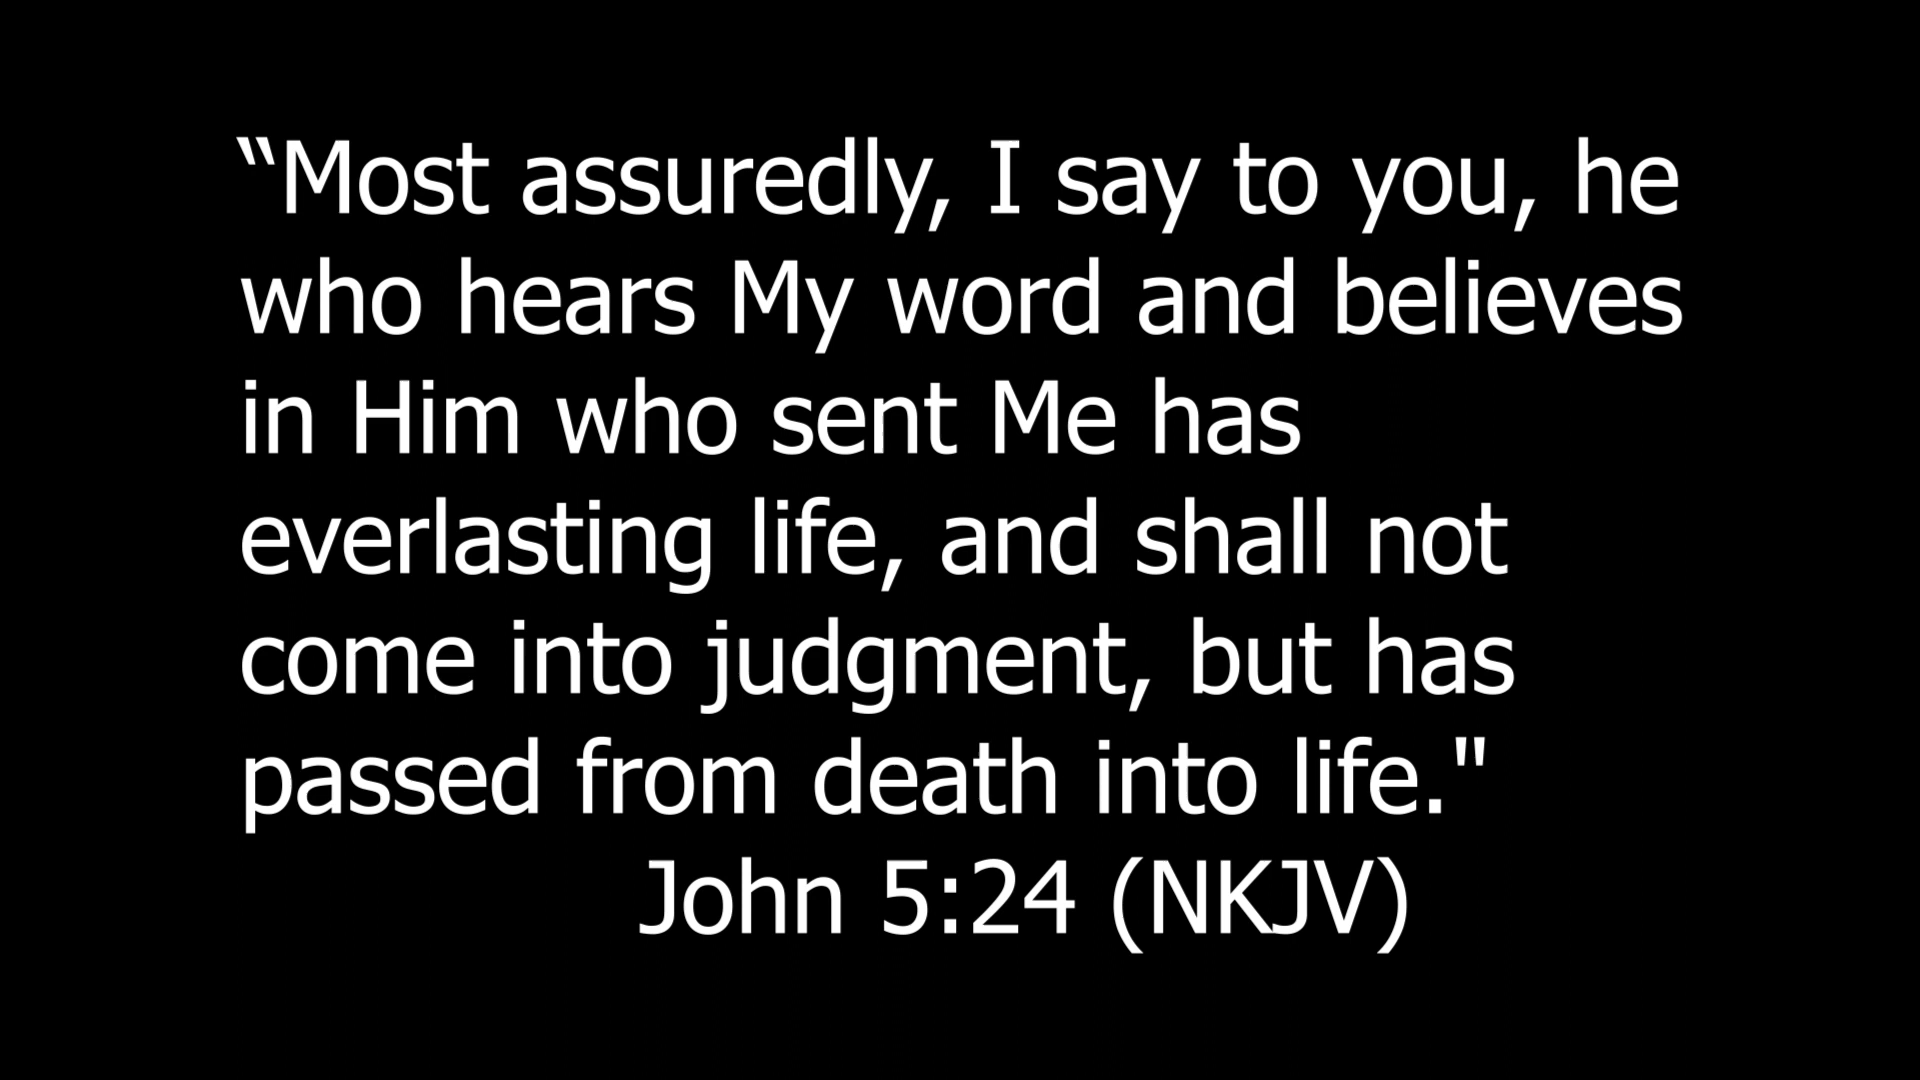 “Most assuredly, I say to you, he
who hears My word and believes
in Him who sent Me has
everlasting life, and shall not
come into judgment, but has
passed from death into life."
John 5:24 (NKJV)